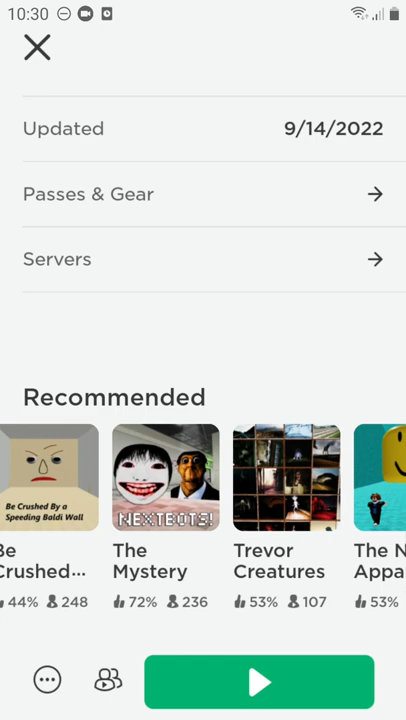 10:30
Updated 9/14/2022
Passes & Gear
Servers
Recommended
Be Crushed By a
Speeding Baldi Wall
NEXTBOTS!
Be
Crushed...
44% 248
The
Mystery
72% 236
Trevor
Creatures
53% 107
The N
Appa
53%